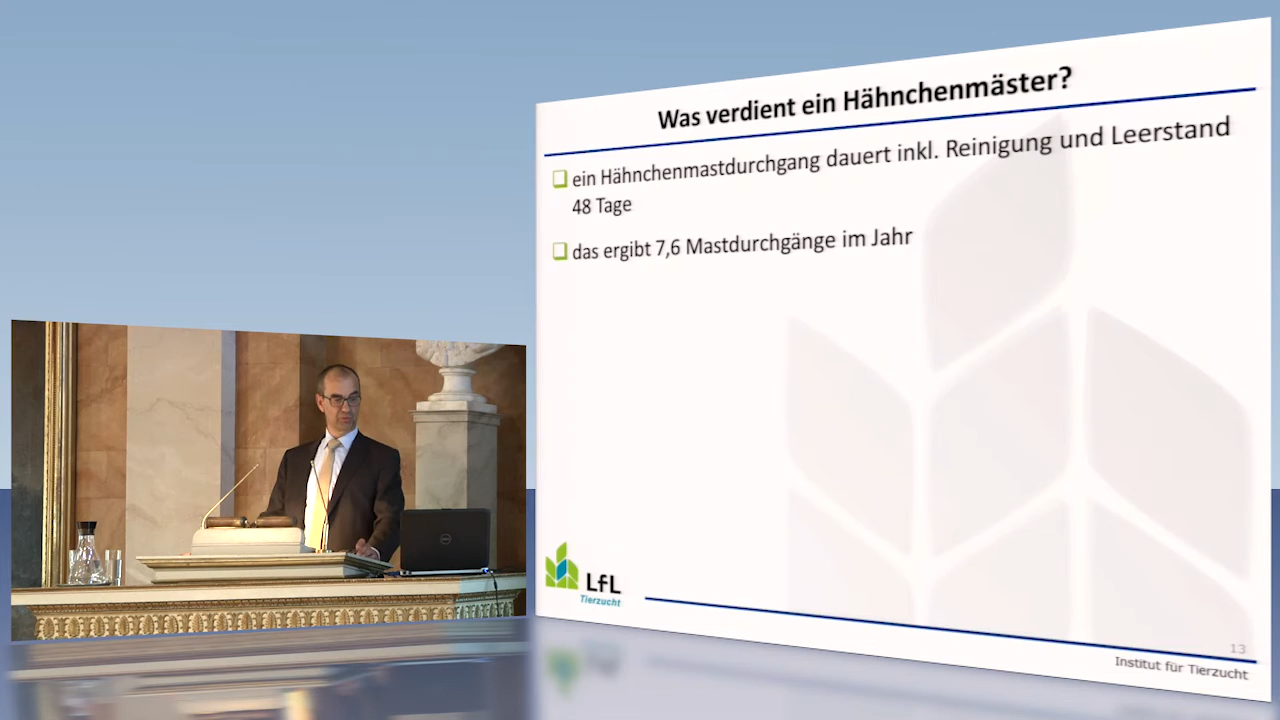 Was verdient ein Hähnchenmäster?
ein Hähnchenmastdurchgang dauert inkl. Reinigung und Leerstand
48 Tage
das ergibt 7,6 Mastdurchgänge im Jahr
LfL
Tierzucht
13
Institut für Tierzucht